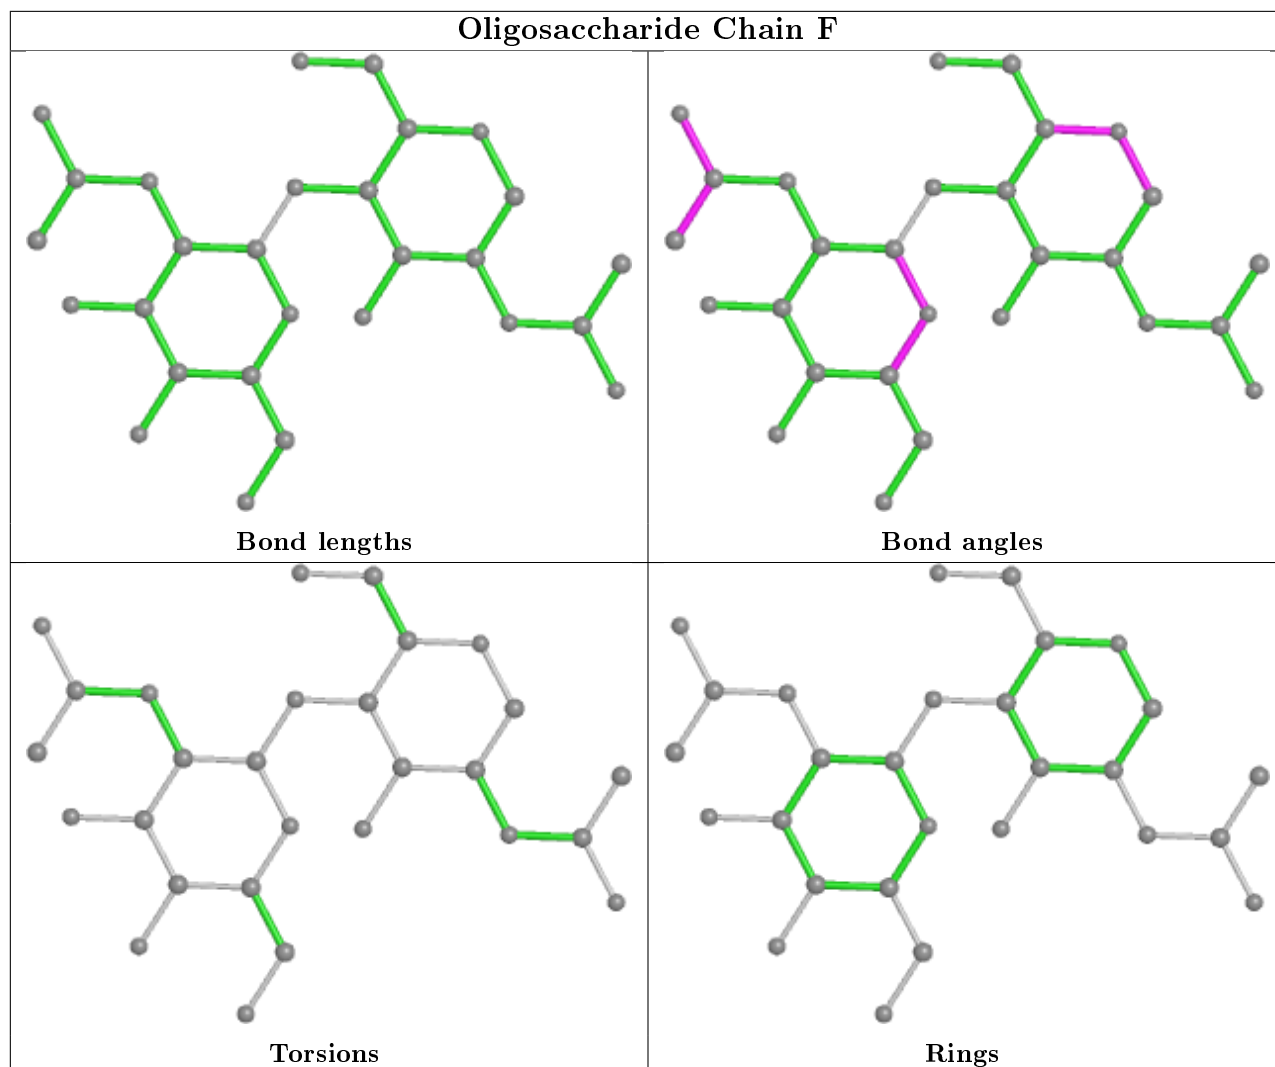 Oligosaccharide Chain F
Bond lengths
Bond angles
Torsions
Rings